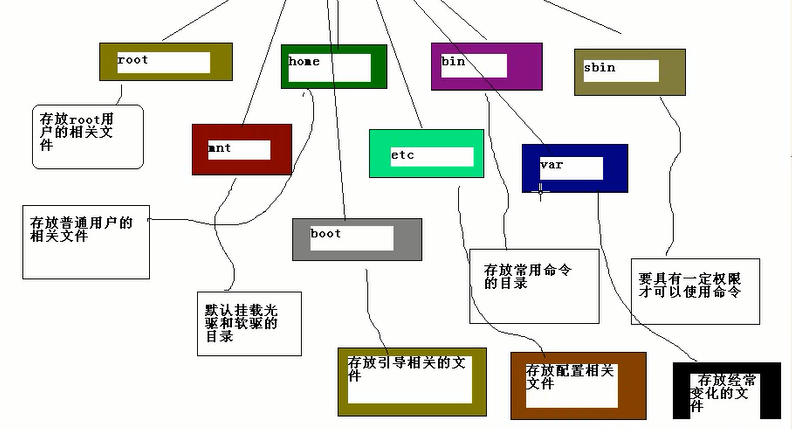 root
home
bin
sbin
存放root用
户的相关文
件
mnt
etc
var
存放普通用户的
相关文件
boot
存放常用命令
的目录
要具有一定权限
才可以使用命令
默认挂载光
驱和软驱的
目录
存放引导相关的文
件
存放配置相关
文件
存放经常
变化的文
件